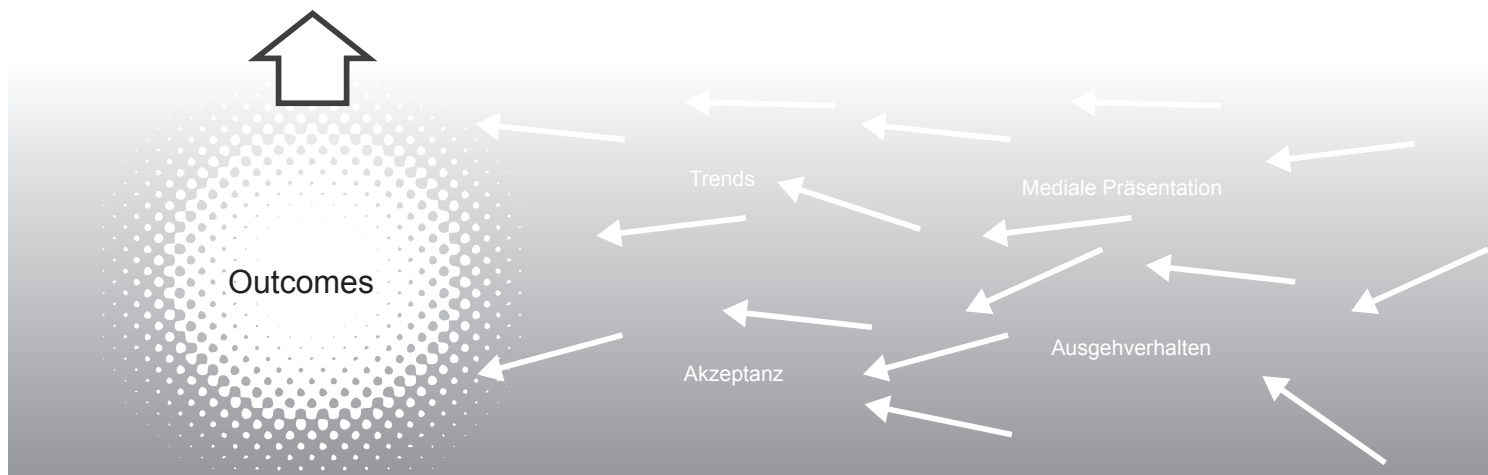 Trends
Mediale Präsentation
Outcomes
Ausgehverhalten
Akzeptanz